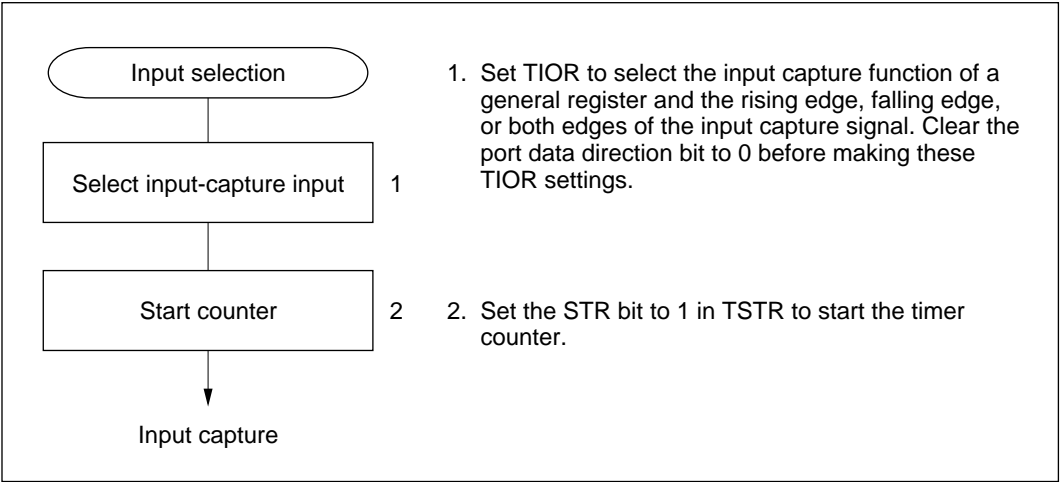 Input selection
Select input-capture input 1
Start counter 2
Input capture
1. Set TIOR to select the input capture function of a
general register and the rising edge, falling edge,
or both edges of the input capture signal. Clear the
port data direction bit to 0 before making these
TIOR settings.
2. Set the STR bit to 1 in TSTR to start the timer
counter.